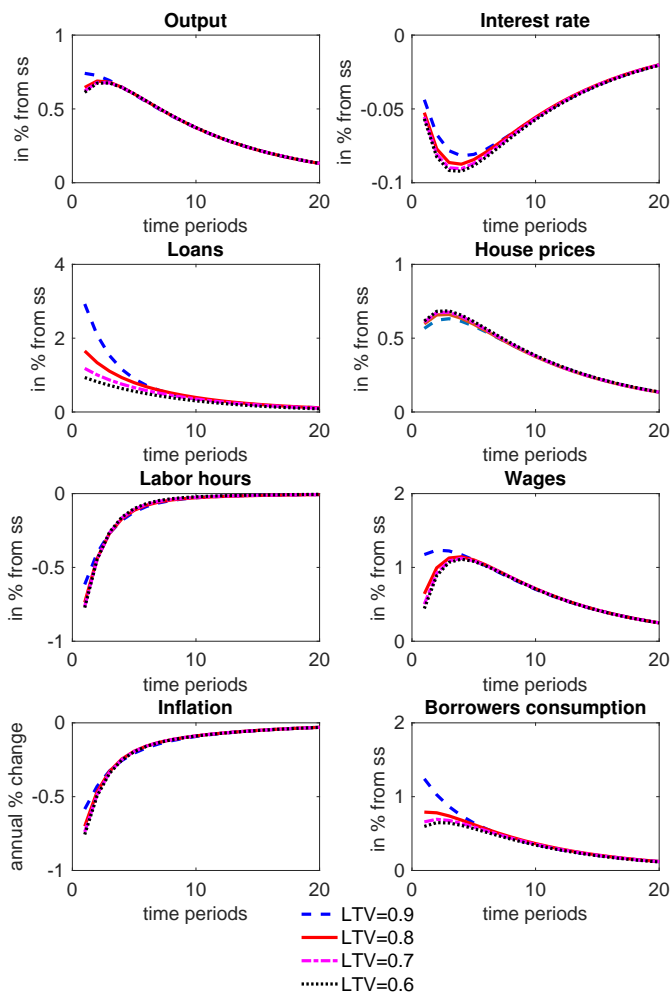 Output
in % from ss
1
0.5
0
0 10 20
time periods
Interest rate
in % from ss
0
-0.05
-0.1
0 10 20
time periods
Loans
in % from ss
4
2
0
0 10 20
time periods
House prices
in % from ss
1
0.5
0
0 10 20
time periods
Labor hours
in % from ss
0
-0.5
-1
0 10 20
time periods
Wages
in % from ss
2
1
0
0 10 20
time periods
Inflation
annual % change
0
-0.5
-1
0 10 20
time periods
Borrowers consumption
in % from ss
2
1
0
0 10 20
time periods
LTV=0.9
LTV=0.8
LTV=0.7
LTV=0.6